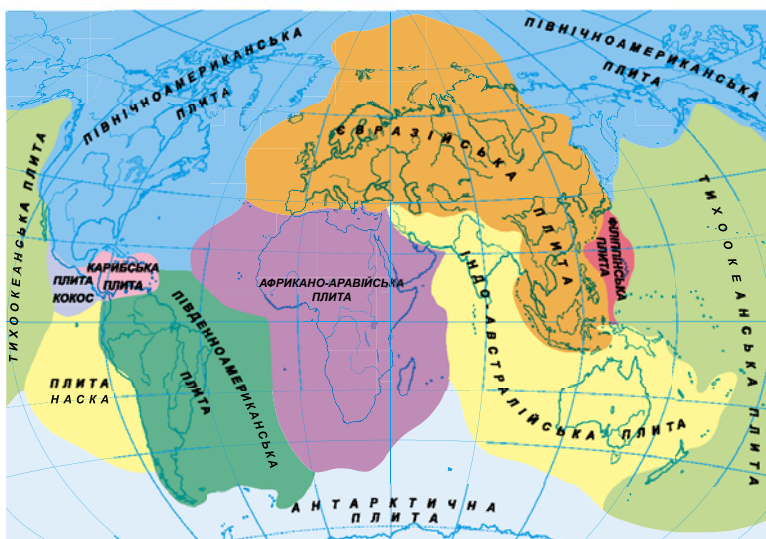 ПІВНІЧНОАМЕРИКАНСЬКА
ПЛИТА
ПІВНІЧНОАМЕРИКАНСЬКА
ПЛИТА
ЄВРАЗІЙСЬКА
ПЛИТА
ТИХООКЕАНСЬКА ПЛИТА
ТИХООКЕАНСЬКА ПЛИТА
ФІЛІППІНСЬКА
ПЛИТА
КАРИБСЬКА
ПЛИТА
ПЛИТА
КОКОС
АФРИКАНО-АРАВІЙСЬКА
ПЛИТА
ІНДО-АВСТРАЛІЙСЬКА ПЛИТА
ПІВДЕННОАМЕРИКАНСЬКА
ПЛИТА
ПЛИТА
НАСКА
АНТАРКТИЧНА
ПЛИТА